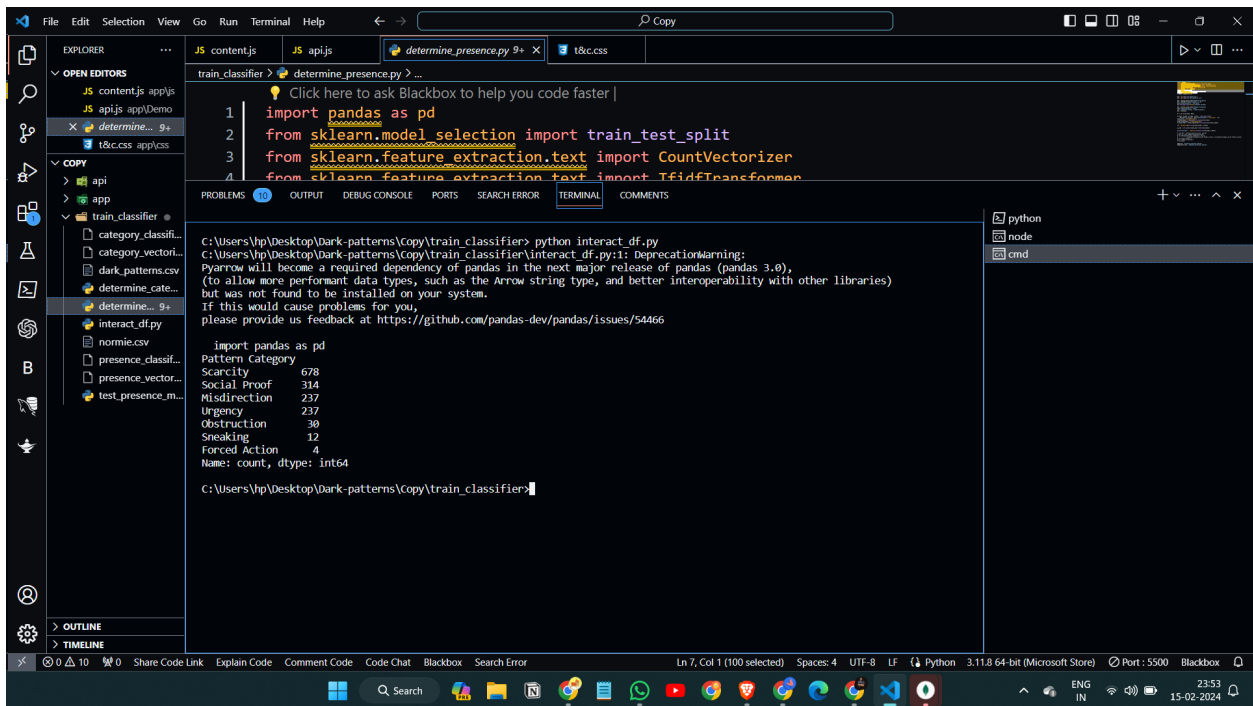 File Edit Selection View Go Run Terminal Help
Copy
EXPLORER
OPEN EDITORS
JS content.js app\js
JS api.js app\Demo
determine... 9+
t&c.css app\css
COPY
api
app
train_classifier
category_classifi...
category_vectori...
dark_patterns.csv
determine_cate...
determine... 9+
interact_df.py
normie.csv
presence_classif...
presence_vector...
test_presence_m...
OUTLINE
TIMELINE
JS content.js JS api.js determine_presence.py 9+ t&c.css
train_classifier > determine_presence.py > ...
Click here to ask Blackbox to help you code faster |
1 import pandas as pd
2 from sklearn.model_selection import train_test_split
3 from sklearn.feature_extraction.text import CountVectorizer
4 from sklearn.feature_extraction.text import TfidfTransformer
PROBLEMS 10 OUTPUT DEBUG CONSOLE PORTS SEARCH ERROR TERMINAL COMMENTS
C:\Users\hp\Desktop\Dark-patterns\Copy\train_classifier> python interact_df.py
C:\Users\hp\Desktop\Dark-patterns\Copy\train_classifier\interact_df.py:1: DeprecationWarning:
Pyarrow will become a required dependency of pandas in the next major release of pandas (pandas 3.0),
(to allow more performant data types, such as the Arrow string type, and better interoperability with other libraries)
but was not found to be installed on your system.
If this would cause problems for you,
please provide us feedback at https://github.com/pandas-dev/pandas/issues/54466
import pandas as pd
Pattern Category
Scarcity 678
Social Proof 314
Misdirection 237
Urgency 237
Obstruction 30
Sneaking 12
Forced Action 4
Name: count, dtype: int64
C:\Users\hp\Desktop\Dark-patterns\Copy\train_classifier>
python
node
cmd
0 10 0 Share Code Link Explain Code Comment Code Code Chat Blackbox Search Error Ln 7, Col 1 (100 selected) Spaces: 4 UTF-8 LF Python 3.11.8 64-bit (Microsoft Store) Port : 5500 Blackbox
Search
ENG
IN
23:53
15-02-2024